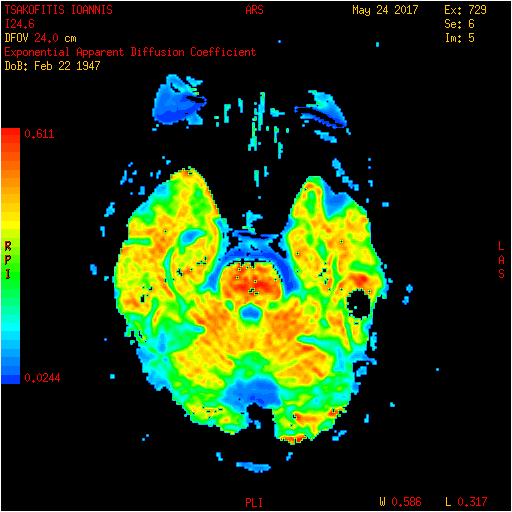 TSAKOFITIS IOANNIS ARS May 24 2017 Ex: 729
I24.6 Se: 6
DFOV 24.0 cm Im: 5
Exponential Apparent Diffusion Coefficient
DoB: Feb 22 1947
0.611
R L
P A
I S
0.0244
PLI W 0.586 L 0.317